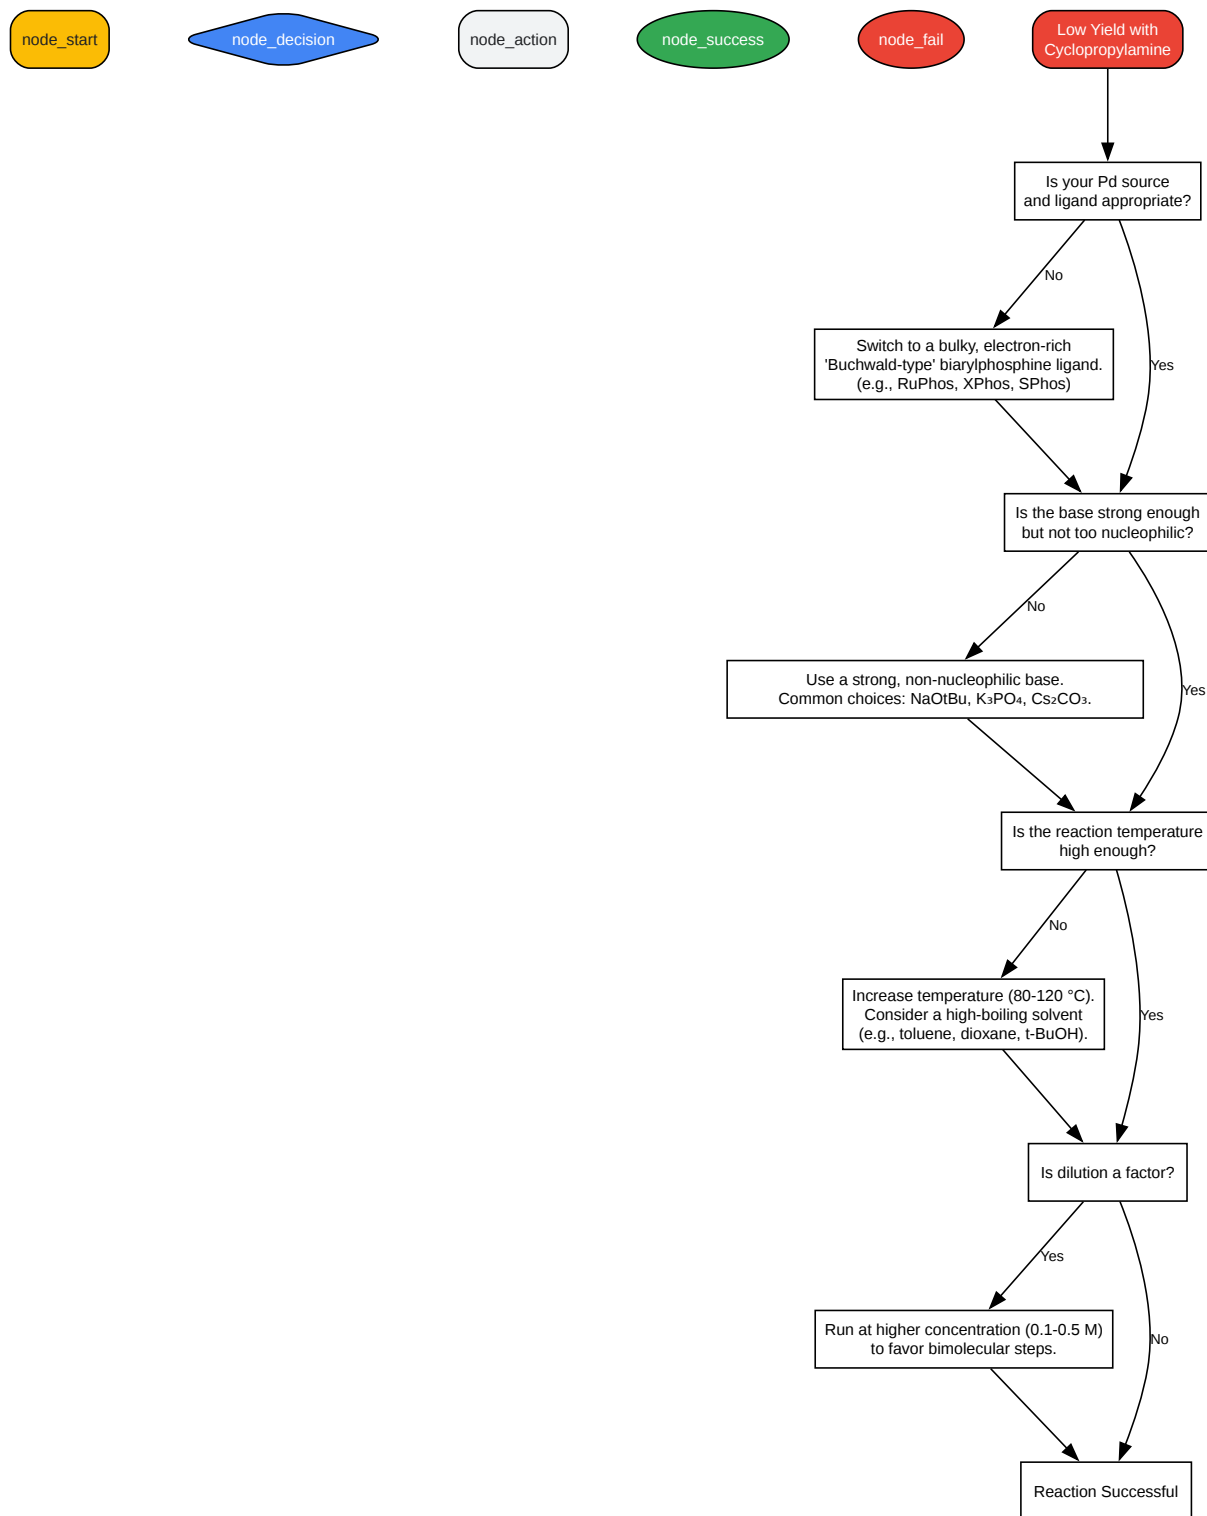 node_start
node_decision
node_action
node_success
node_fail
Low Yield with
Cyclopropylamine
Is your Pd source
and ligand appropriate?
No
Yes
Switch to a bulky, electron-rich
'Buchwald-type' biarylphosphine ligand.
(e.g., RuPhos, XPhos, SPhos)
Is the base strong enough
but not too nucleophilic?
No
Yes
Use a strong, non-nucleophilic base.
Common choices: NaOtBu, K₃PO₄, Cs₂CO₃.
Is the reaction temperature
high enough?
No
Yes
Increase temperature (80-120 °C).
Consider a high-boiling solvent
(e.g., toluene, dioxane, t-BuOH).
Is dilution a factor?
Yes
No
Run at higher concentration (0.1-0.5 M)
to favor bimolecular steps.
Reaction Successful